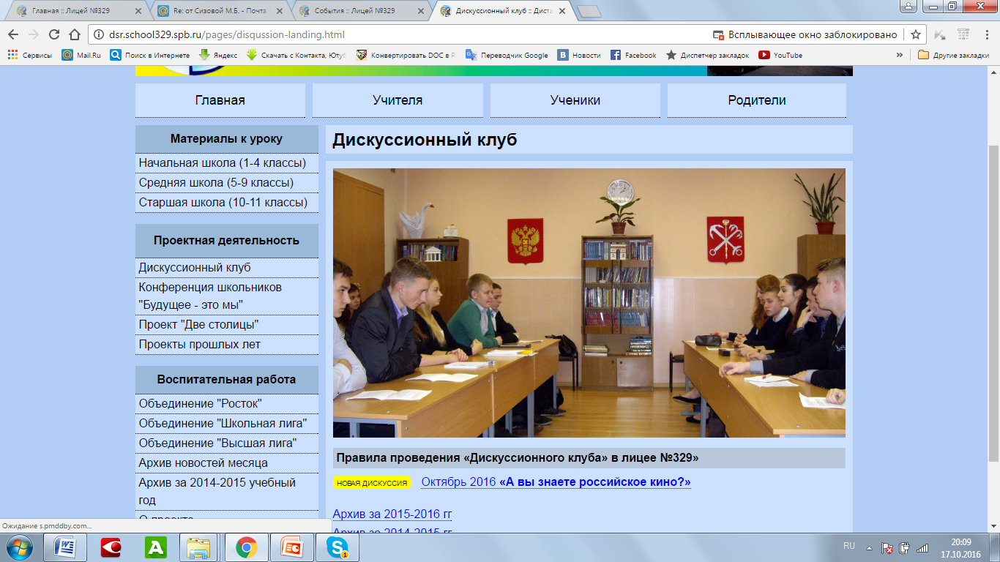 Главная :: Лицей №329
Re: от Сизовой М.Б. - Почта
События :: Лицей №329
Дискуссионный клуб :: Диста
dsr.school329.spb.ru/pages/disqussion-landing.html
Всплывающее окно заблокировано
Сервисы
Mail.Ru
Поиск в Интернете
Яндекс
Скачать с Контакта, Ютуб
Конвертировать DOC в P
Переводчик Google
Новости
Facebook
Диспетчер закладок
YouTube
»
Другие закладки
Главная
Учителя
Ученики
Родители
Материалы к уроку
Начальная школа (1-4 классы)
Средняя школа (5-9 классы)
Старшая школа (10-11 классы)
Проектная деятельность
Дискуссионный клуб
Конференция школьников
"Будущее - это мы"
Проект "Две столицы"
Проекты прошлых лет
Воспитательная работа
Объединение "Росток"
Объединение "Школьная лига"
Объединение "Высшая лига"
Архив новостей месяца
Архив за 2014-2015 учебный
год
О проекте
Дискуссионный клуб
Правила проведения «Дискуссионного клуба» в лицее №329»
НОВАЯ ДИСКУССИЯ Октябрь 2016 «А вы знаете российское кино?»
Архив за 2015-2016 гг
Архив за 2014-2015 гг
Ожидание s.pmddby.com...
RU
20:09
17.10.2016